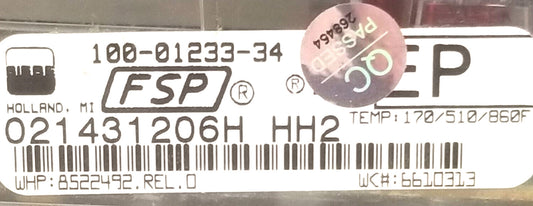 100-01233-34
QC
PASSED
268464
FSP® ® EP
HOLLAND, MI
TEMP:170/510/860F
021431206H HH2
WHP:8522492.REL.0
WC#:6610313